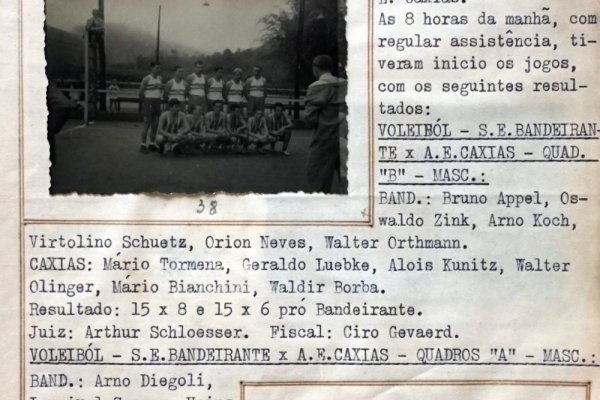 E. CAXIAS.
As 8 horas da manhã, com
regular assistência, ti-
veram inicio os jogos,
com os seguintes resul-
tados:
VOLEIBÓL - S.E.BANDEIRAN-
TE x A.E.CAXIAS - QUAD.
"B" - MASC.:
BAND.: Bruno Appel, Os-
waldo Zink, Arno Koch,
38
Virtolino Schuetz, Orion Neves, Walter Orthmann.
CAXIAS: Mário Tormena, Geraldo Luebke, Alois Kunitz, Walter
Olinger, Mário Bianchini, Waldir Borba.
Resultado: 15 x 8 e 15 x 6 pró Bandeirante.
Juiz: Arthur Schloesser. Fiscal: Ciro Gevaerd.
VOLEIBÓL - S.E.BANDEIRANTE x A.E.CAXIAS - QUADROS "A" - MASC.:
BAND.: Arno Diegoli,